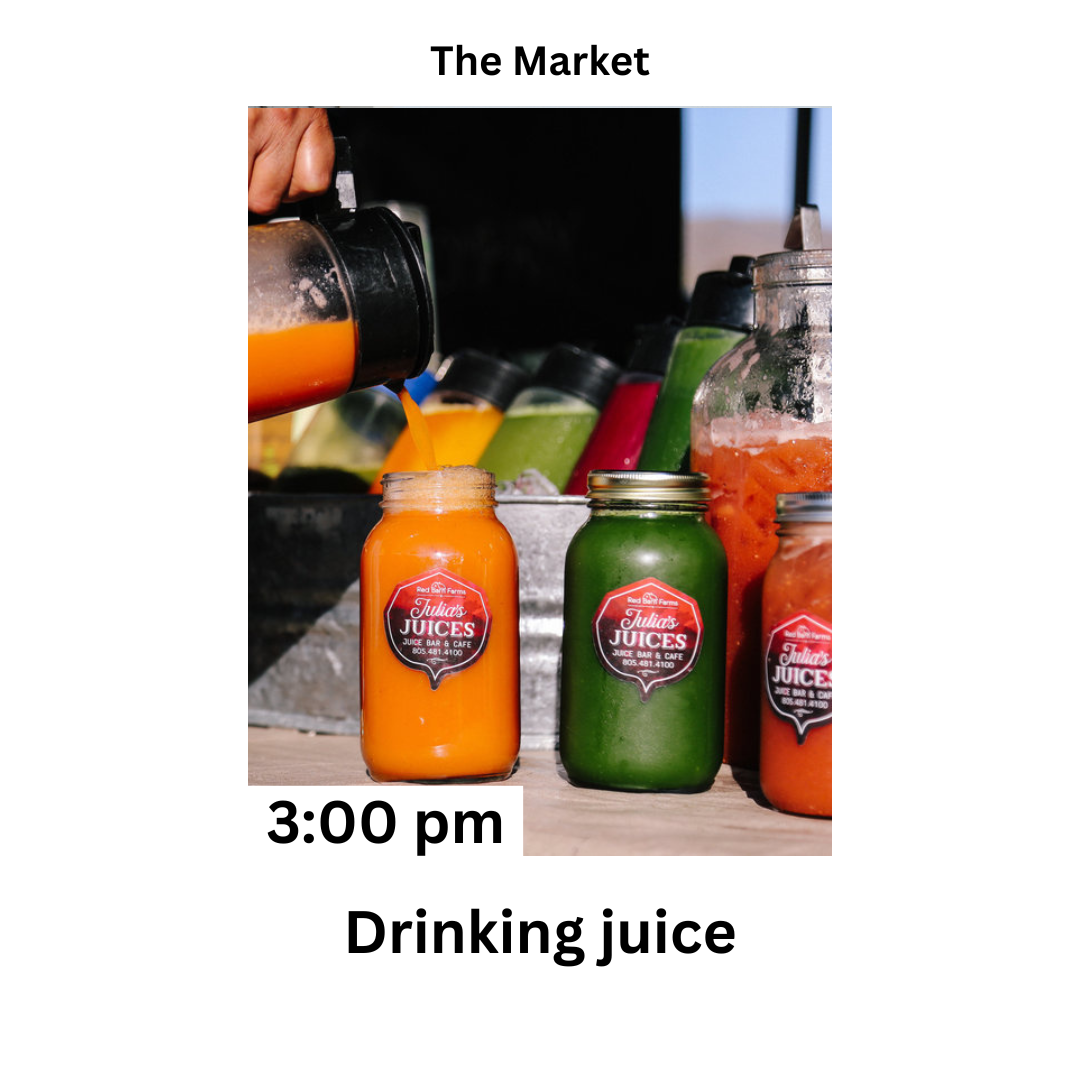 The Market
Red Barn Farms
Julia's
JUICES
JUICE BAR & CAFE
805.481.4100
Red Barn Farms
Julia's
JUICES
JUICE BAR & CAFE
805.481.4100
Red Barn Farms
Julia's
JUICES
JUICE BAR & CAF
805.481.4100
3:00 pm
Drinking juice